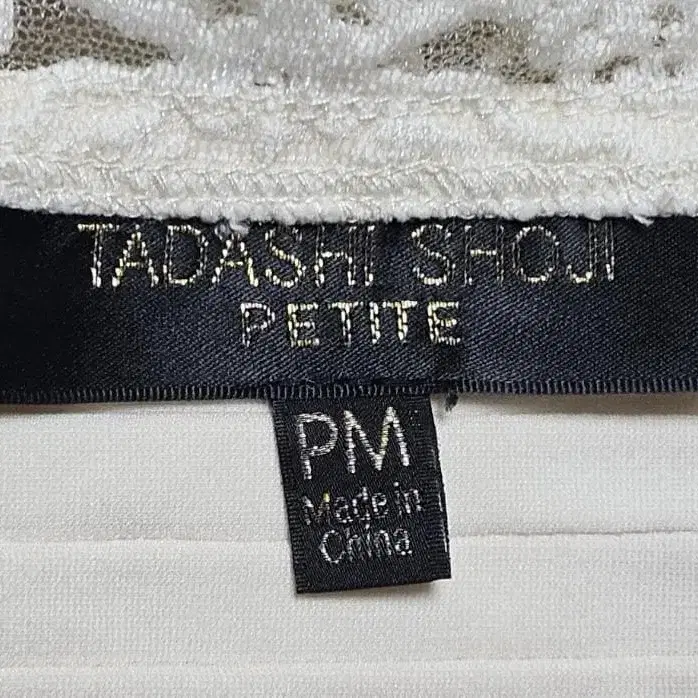 TADASHI SHOJI
PETITE
PM
Made in
China